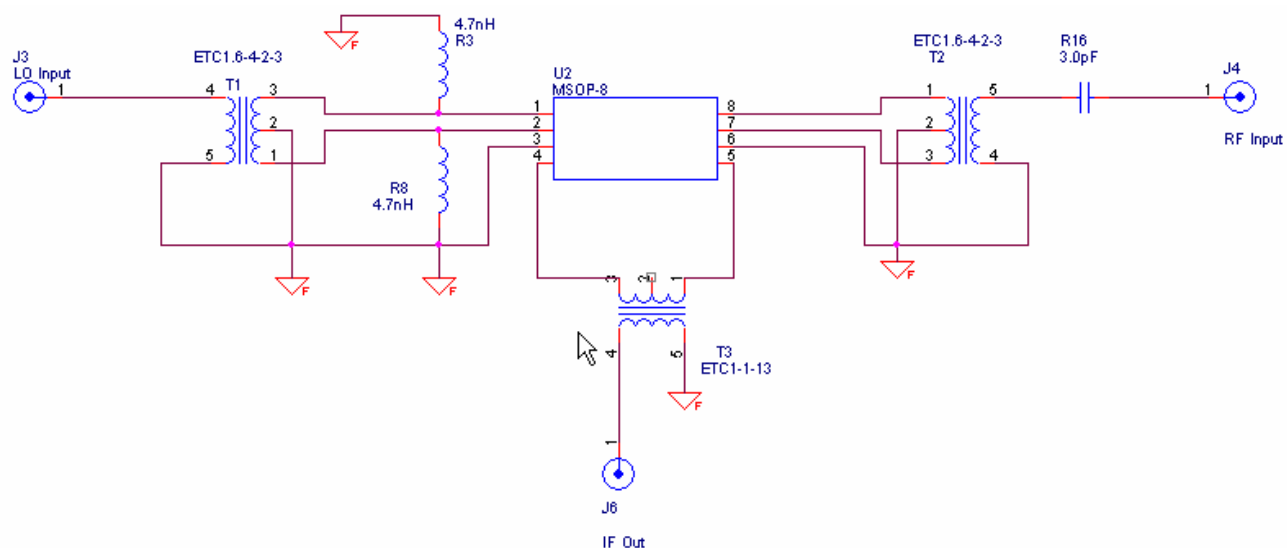 4.7nH
R3
J3
LO Input
1
ETC1.6-4-2-3
T1
4
3
2
5
1
R8
4.7nH
F
F
F
U2
MSOP-8
1
2
3
4
8
7
6
5
ETC1.6-4-2-3
T2
1
5
2
3
4
F
R16
3.0pF
J4
1
RF Input
3
2
1
4
5
T3
ETC1-1-13
F
1
J6
IF Out